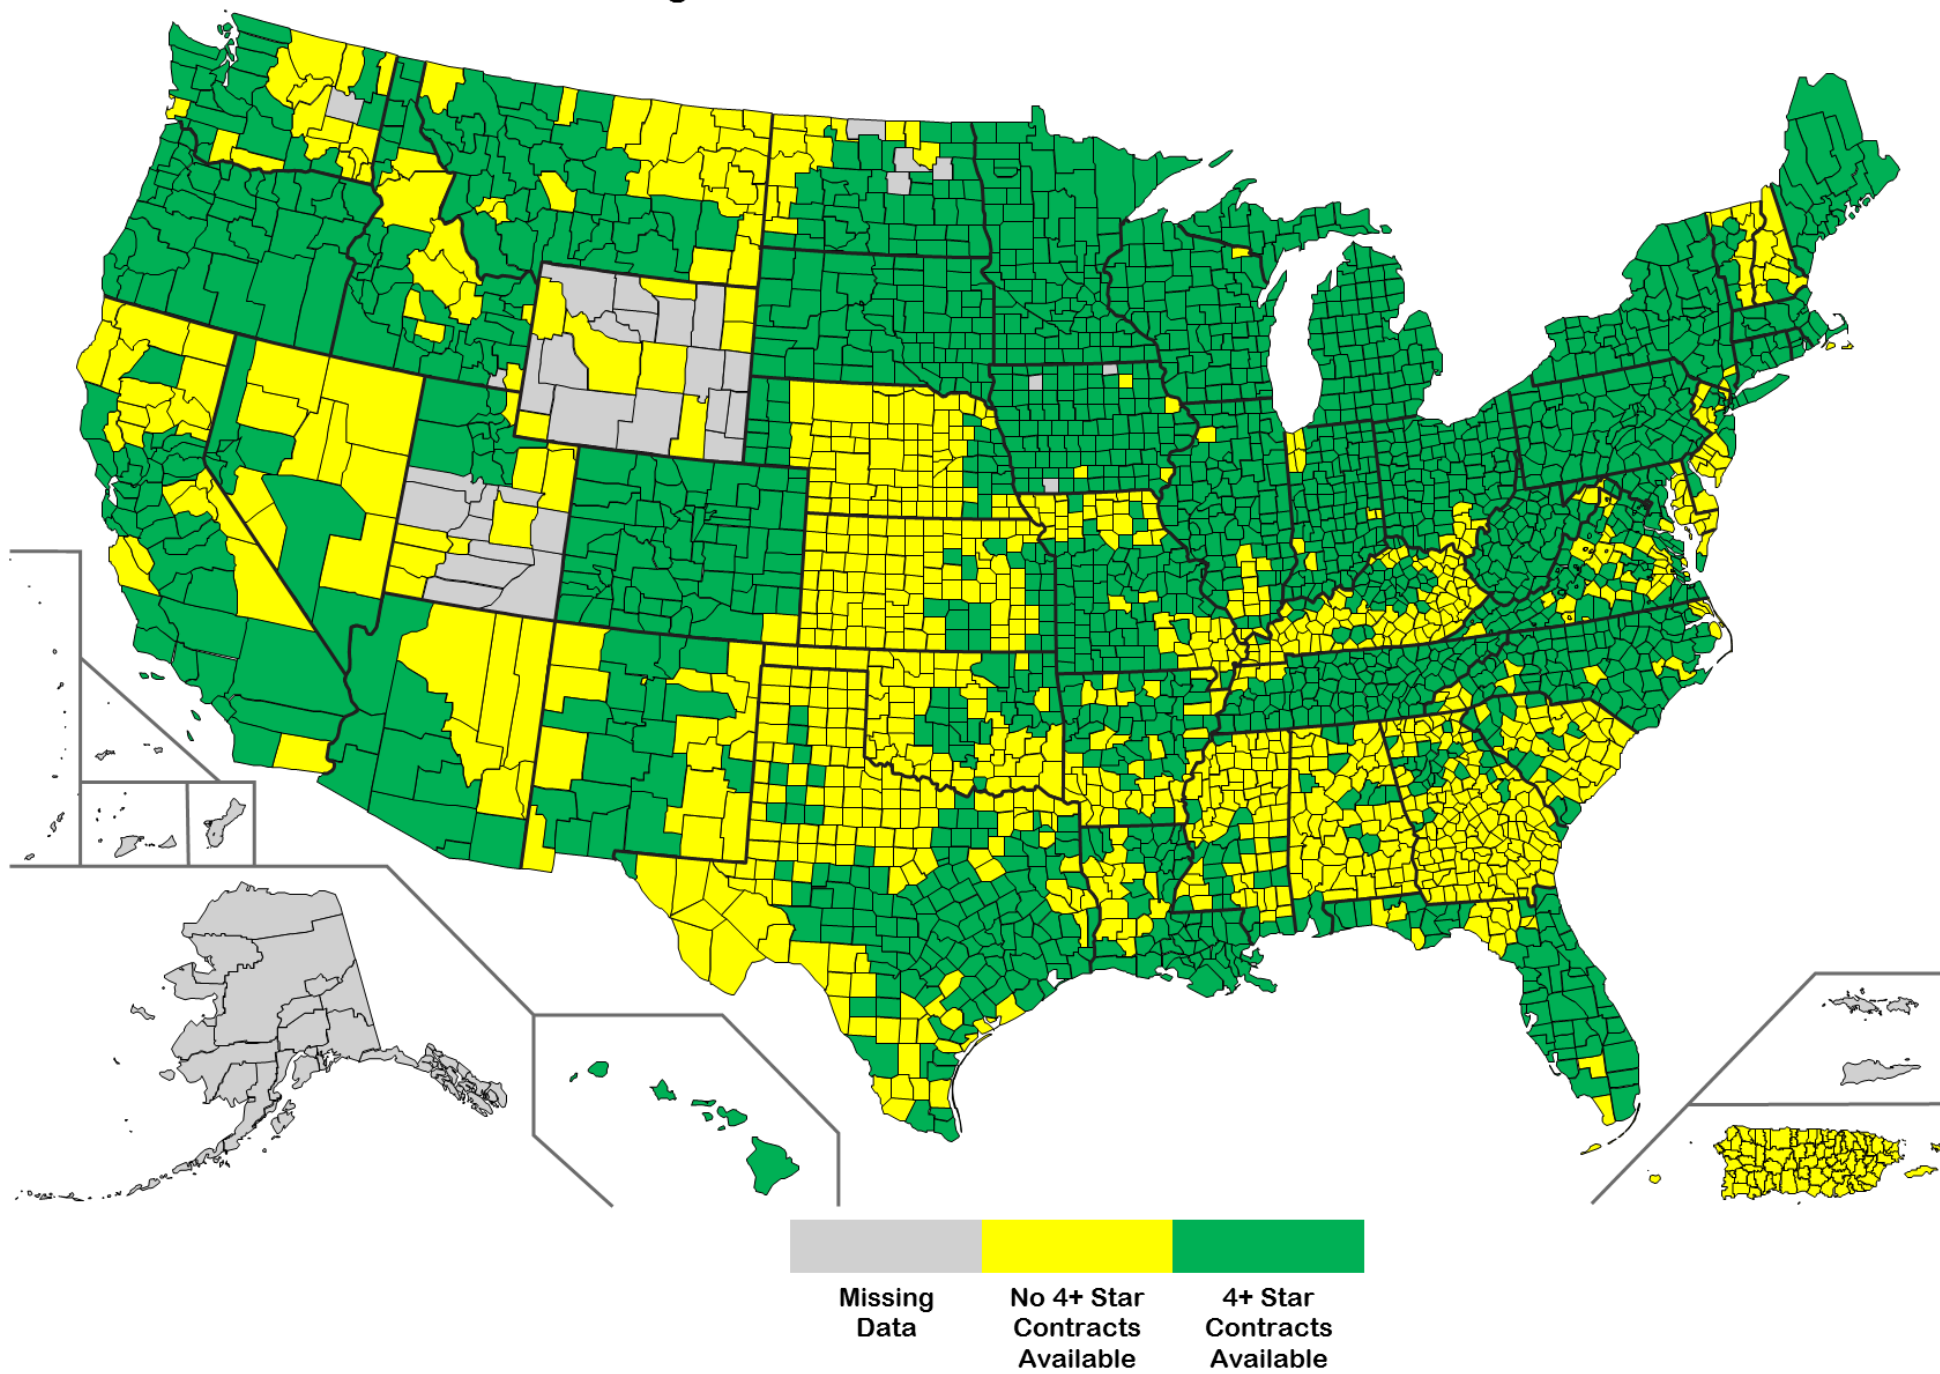 Missing
Data
No 4+ Star
Contracts
Available
4+ Star
Contracts
Available